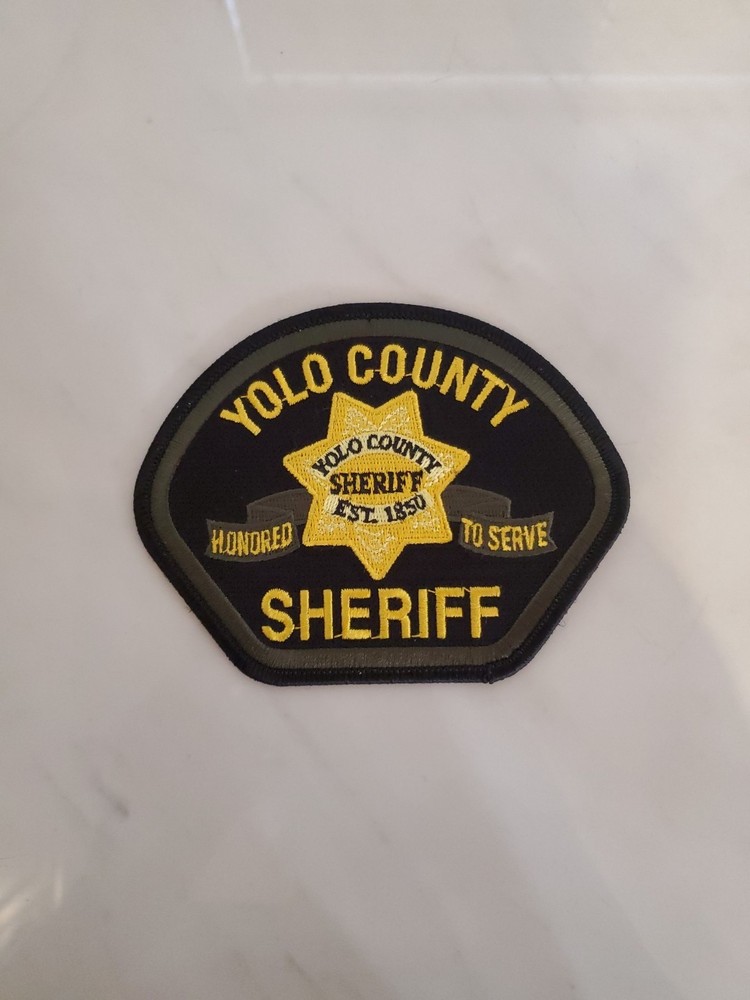 YOLO COUNTY
YOLO COUNTY
SHERIFF
EST. 1850
HONORED TO SERVE
SHERIFF